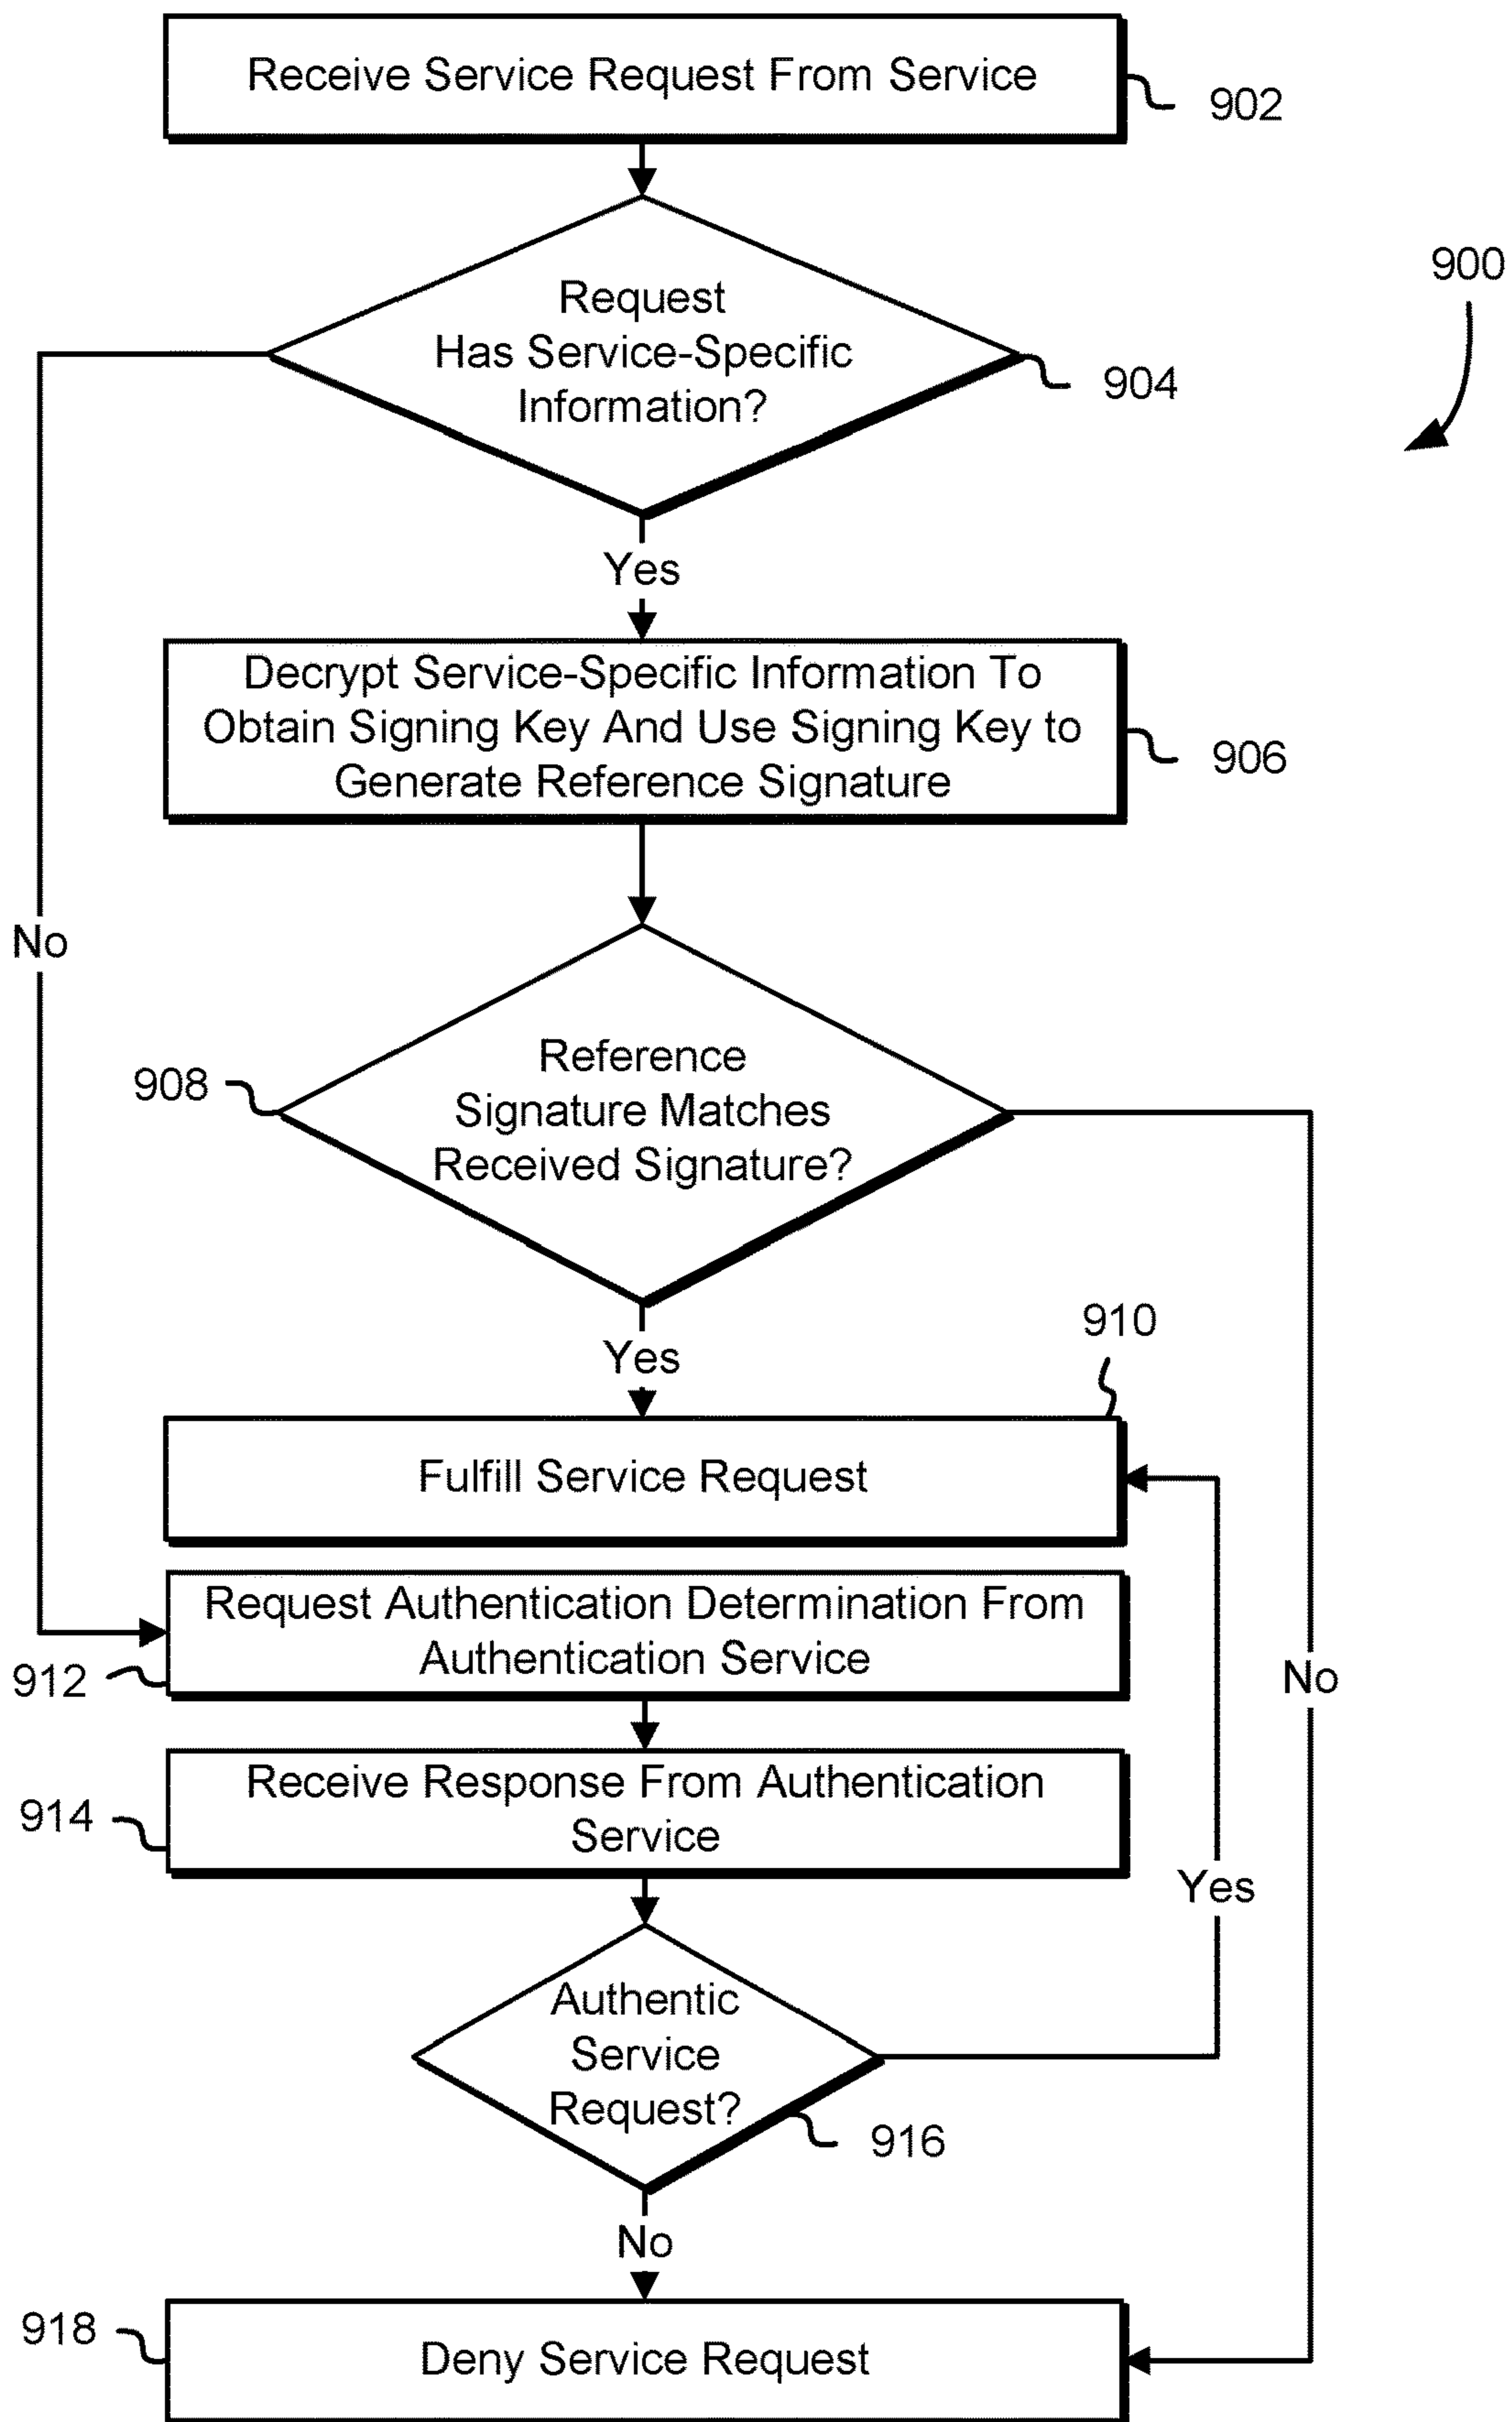 Receive Service Request From Service
902
900
Request
Has Service-Specific
Information?
904
Yes
Decrypt Service-Specific Information To
Obtain Signing Key And Use Signing Key to
Generate Reference Signature
906
No
908
Reference
Signature Matches
Received Signature?
Yes
910
Fulfill Service Request
Request Authentication Determination From
Authentication Service
912
No
Receive Response From Authentication
Service
914
Yes
Authentic
Service
Request?
916
No
918
Deny Service Request